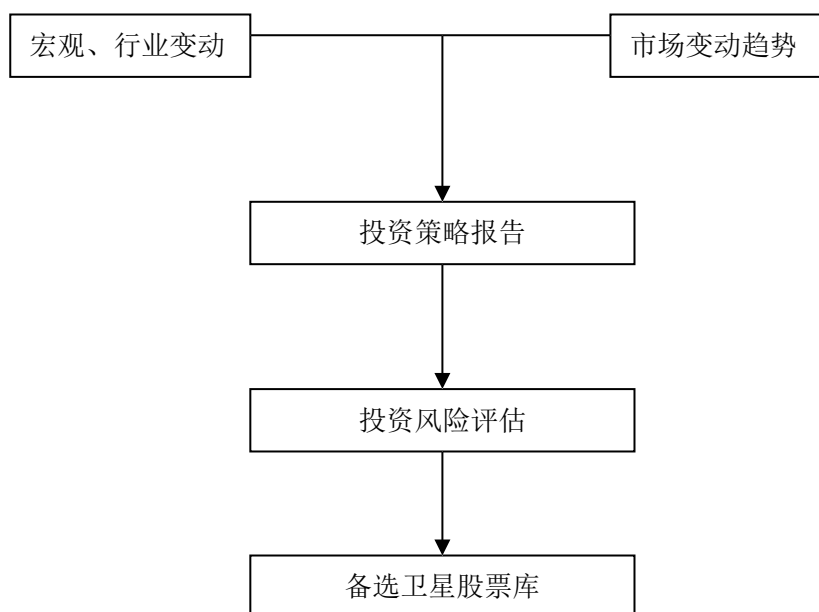 宏观、行业变动
市场变动趋势
投资策略报告
投资风险评估
备选卫星股票库